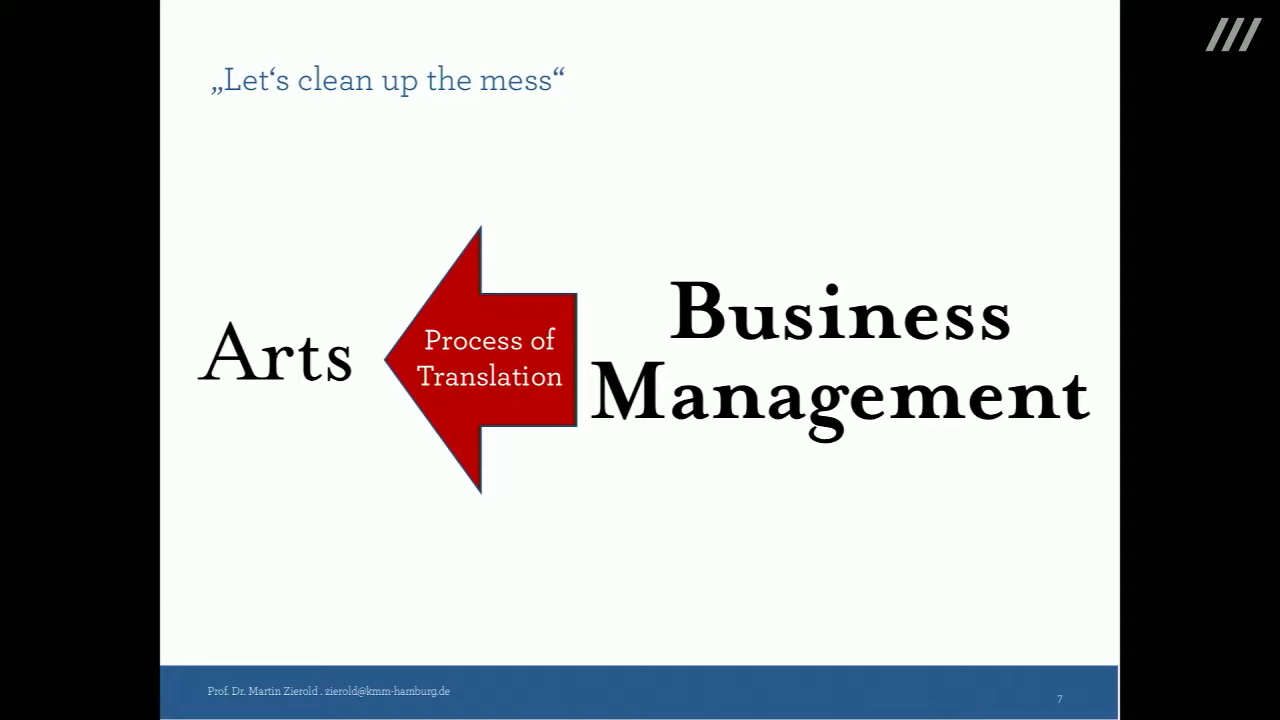 „Let‘s clean up the mess“
Arts
Process of
Translation
Business
Management
Prof. Dr. Martin Zierold . zierold@kmm-hamburg.de
7